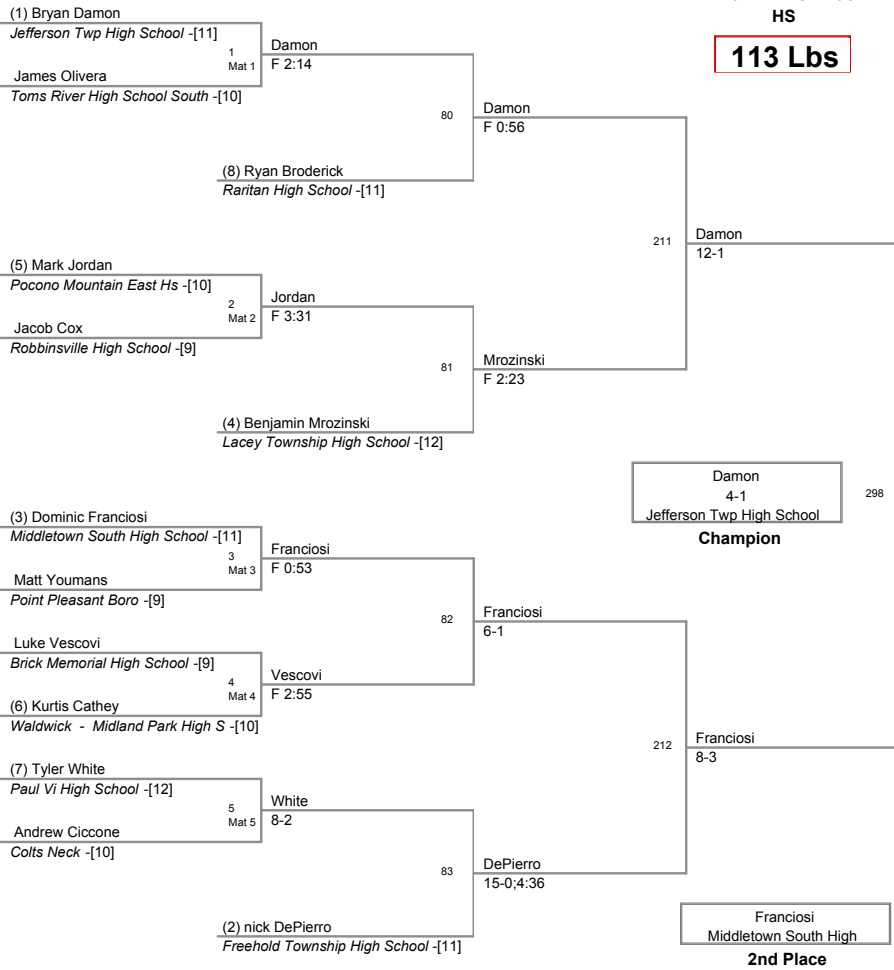 HS
113 Lbs
(1) Bryan Damon
Jefferson Twp High School -[11]
1
Mat 1
Damon
F 2:14
James Olivera
Toms River High School South -[10]
80
Damon
F 0:56
(8) Ryan Broderick
Raritan High School -[11]
211
Damon
12-1
(5) Mark Jordan
Pocono Mountain East Hs -[10]
2
Mat 2
Jordan
F 3:31
Jacob Cox
Robbinsville High School -[9]
81
Mrozinski
F 2:23
(4) Benjamin Mrozinski
Lacey Township High School -[12]
Damon
4-1
Jefferson Twp High School
298
Champion
(3) Dominic Franciosi
Middletown South High School -[11]
3
Mat 3
Franciosi
F 0:53
Matt Youmans
Point Pleasant Boro -[9]
82
Franciosi
6-1
Luke Vescovi
Brick Memorial High School -[9]
4
Mat 4
Vescovi
F 2:55
(6) Kurtis Cathey
Waldwick - Midland Park High S -[10]
212
Franciosi
8-3
(7) Tyler White
Paul Vi High School -[12]
5
Mat 5
White
8-2
Andrew Ciccone
Colts Neck -[10]
83
DePierro
15-0;4:36
(2) nick DePierro
Freehold Township High School -[11]
Franciosi
Middletown South High
2nd Place